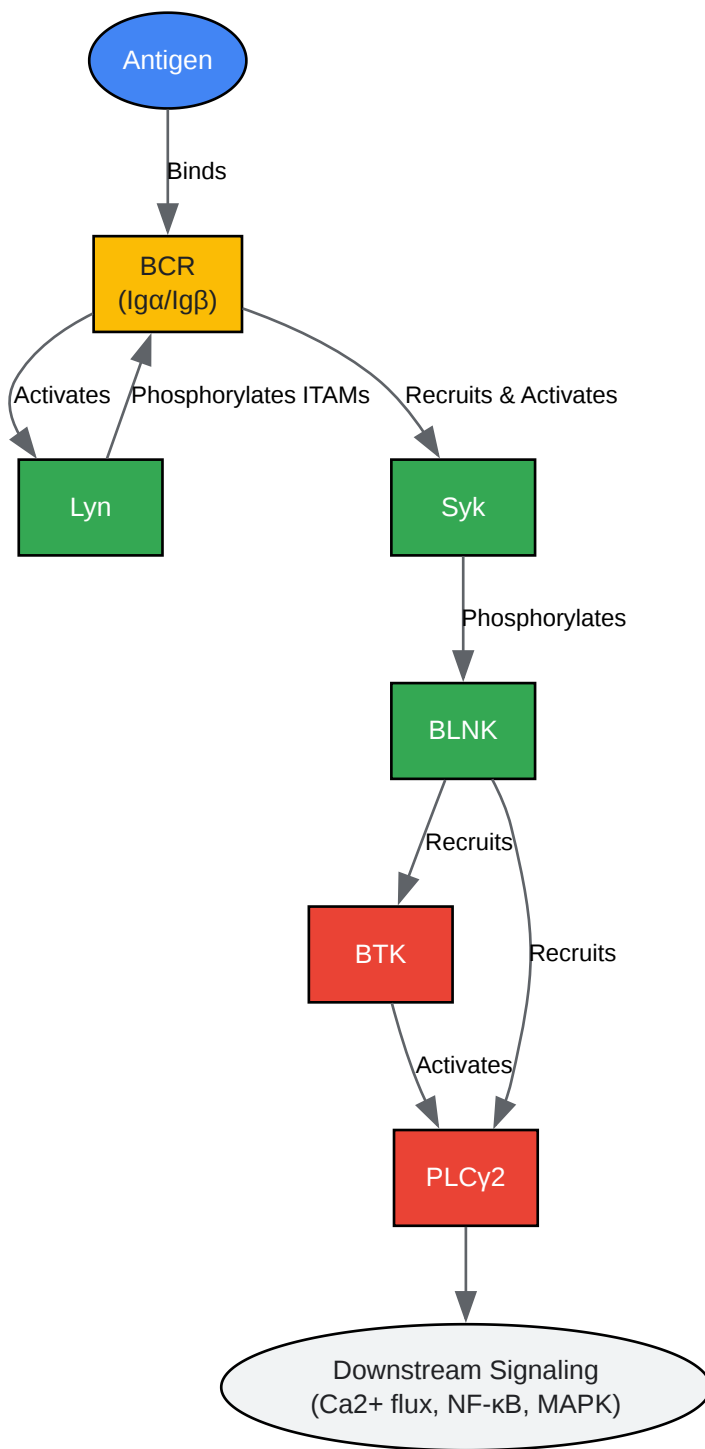 Antigen
Binds
BCR
(Igα/Igβ)
Activates
Phosphorylates ITAMs
Recruits & Activates
Lyn
Syk
Phosphorylates
BLNK
Recruits
BTK
Recruits
Activates
PLCγ2
Downstream Signaling
(Ca2+ flux, NF-κB, MAPK)